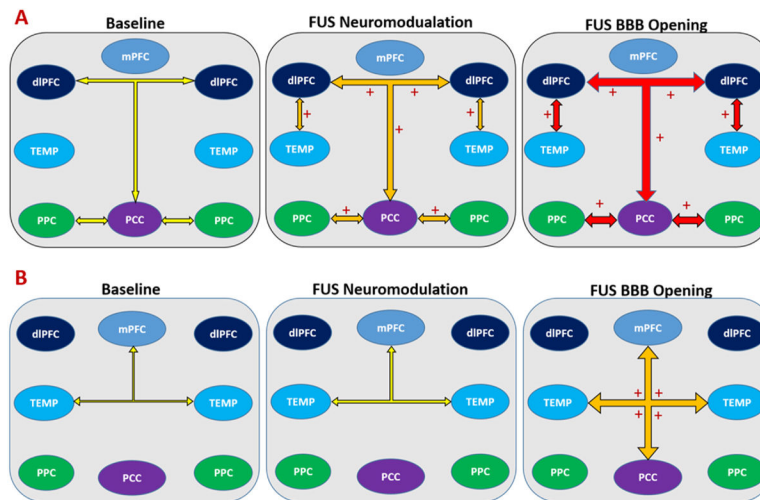 A
Baseline
FUS Neuromodualation
FUS BBB Opening
mPFC
mPFC
mPFC
dlPFC
dlPFC
dlPFC
dlPFC
dlPFC
dlPFC
+ +
+ +
+ +
+ +
TEMP
TEMP
TEMP
TEMP
TEMP
TEMP
+
+
PPC
PCC
PPC
PPC
+
PCC
+
PPC
PPC
+
PCC
+
PPC
B
Baseline
FUS Neuromodulation
FUS BBB Opening
dlPFC
mPFC
dlPFC
dlPFC
mPFC
dlPFC
dlPFC
mPFC
dlPFC
TEMP
TEMP
TEMP
TEMP
TEMP
+ +
+ +
TEMP
PPC
PCC
PPC
PPC
PCC
PPC
PPC
PCC
PPC